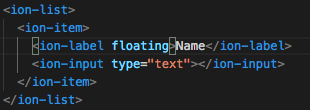 <ion-list>
<ion-item>
<ion-label floating>Name</ion-label>
<ion-input type="text"></ion-input>
</ion-item>
</ion-list>